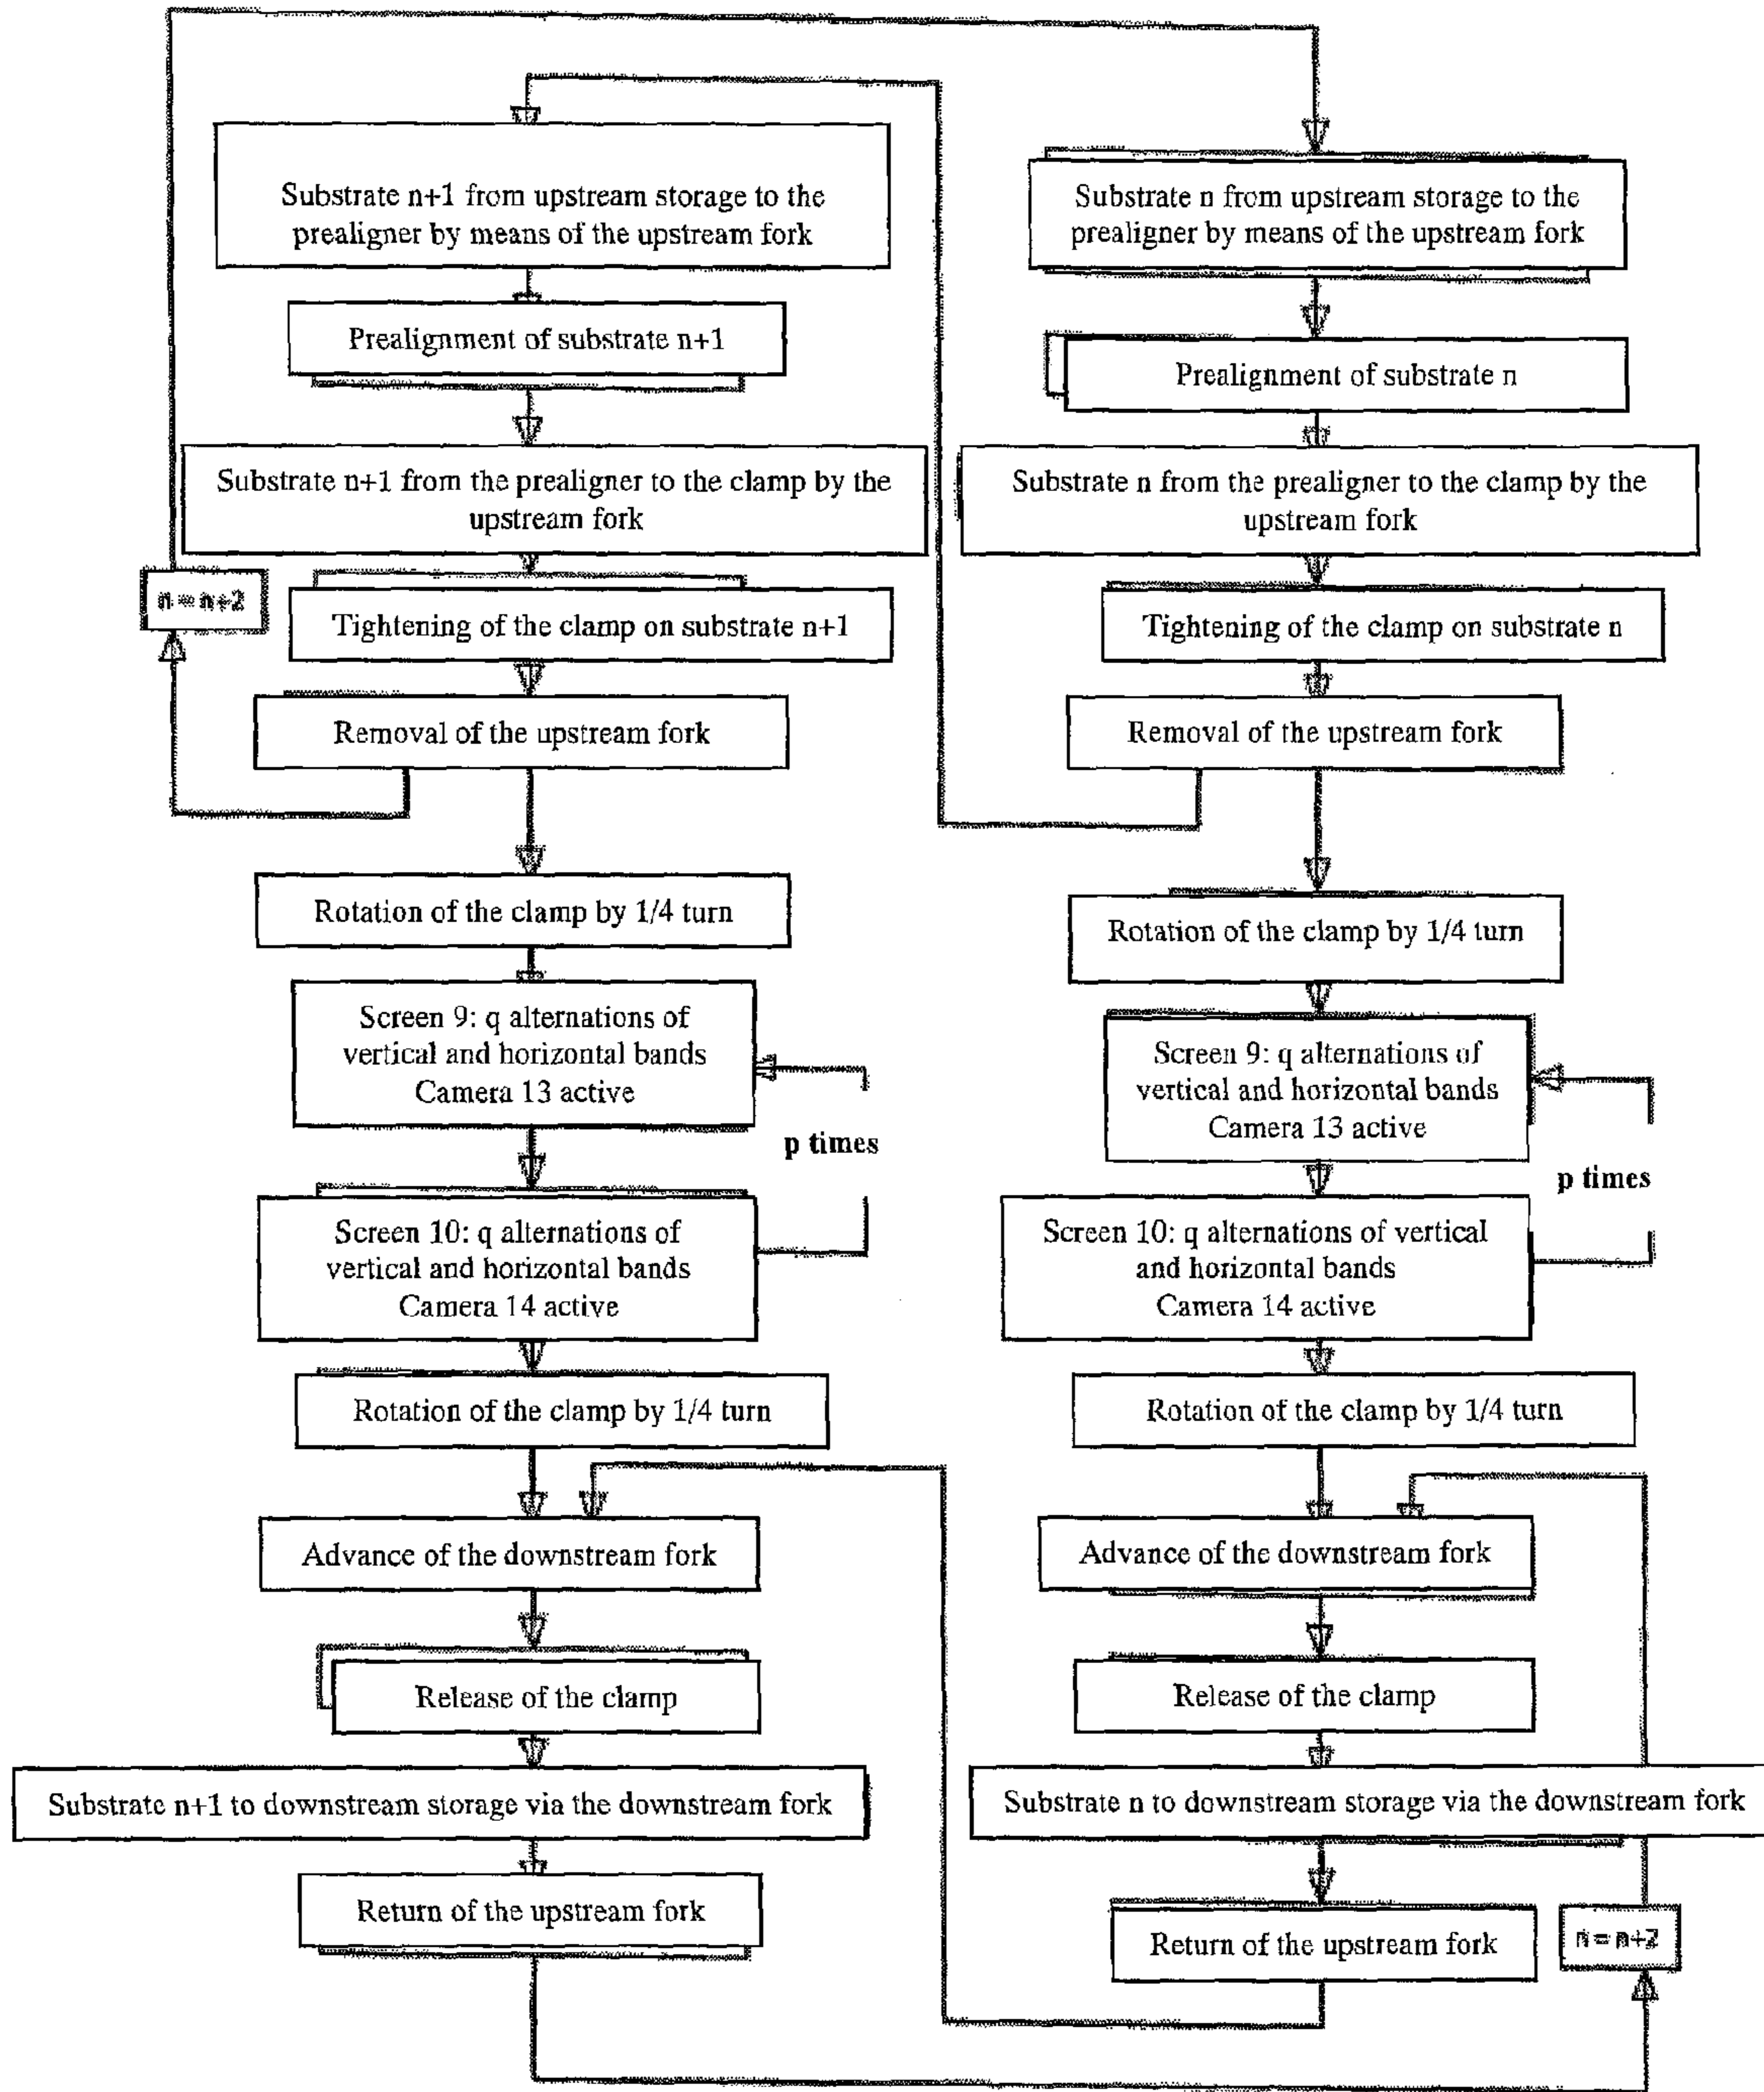 Substrate n+1 from upstream storage to the
prealigner by means of the upstream fork
Prealignment of substrate n+1
Substrate n+1 from the prealigner to the clamp by the
upstream fork
n = n+2
Tightening of the clamp on substrate n+1
Removal of the upstream fork
Rotation of the clamp by 1/4 turn
Screen 9: q alternations of
vertical and horizontal bands
Camera 13 active
p times
Screen 10: q alternations of
vertical and horizontal bands
Camera 14 active
Rotation of the clamp by 1/4 turn
Advance of the downstream fork
Release of the clamp
Substrate n+1 to downstream storage via the downstream fork
Return of the upstream fork
Substrate n from upstream storage to the
prealigner by means of the upstream fork
Prealignment of substrate n
Substrate n from the prealigner to the clamp by the
upstream fork
Tightening of the clamp on substrate n
Removal of the upstream fork
Rotation of the clamp by 1/4 turn
Screen 9: q alternations of
vertical and horizontal bands
Camera 13 active
p times
Screen 10: q alternations of vertical
and horizontal bands
Camera 14 active
Rotation of the clamp by 1/4 turn
Advance of the downstream fork
Release of the clamp
Substrate n to downstream storage via the downstream fork
Return of the upstream fork
n = n+2